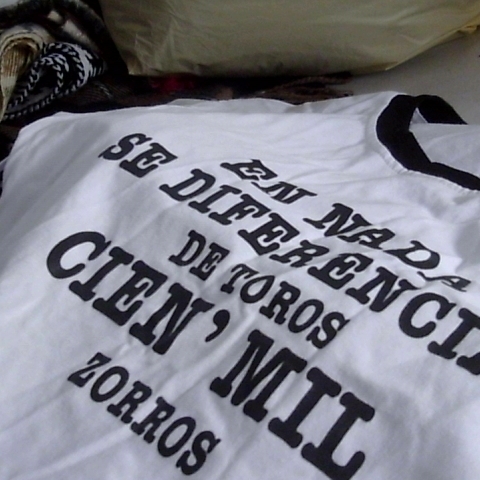 EN NADA
SE DIFERENCI
DE TOROS
CIEN' MIL
ZORROS